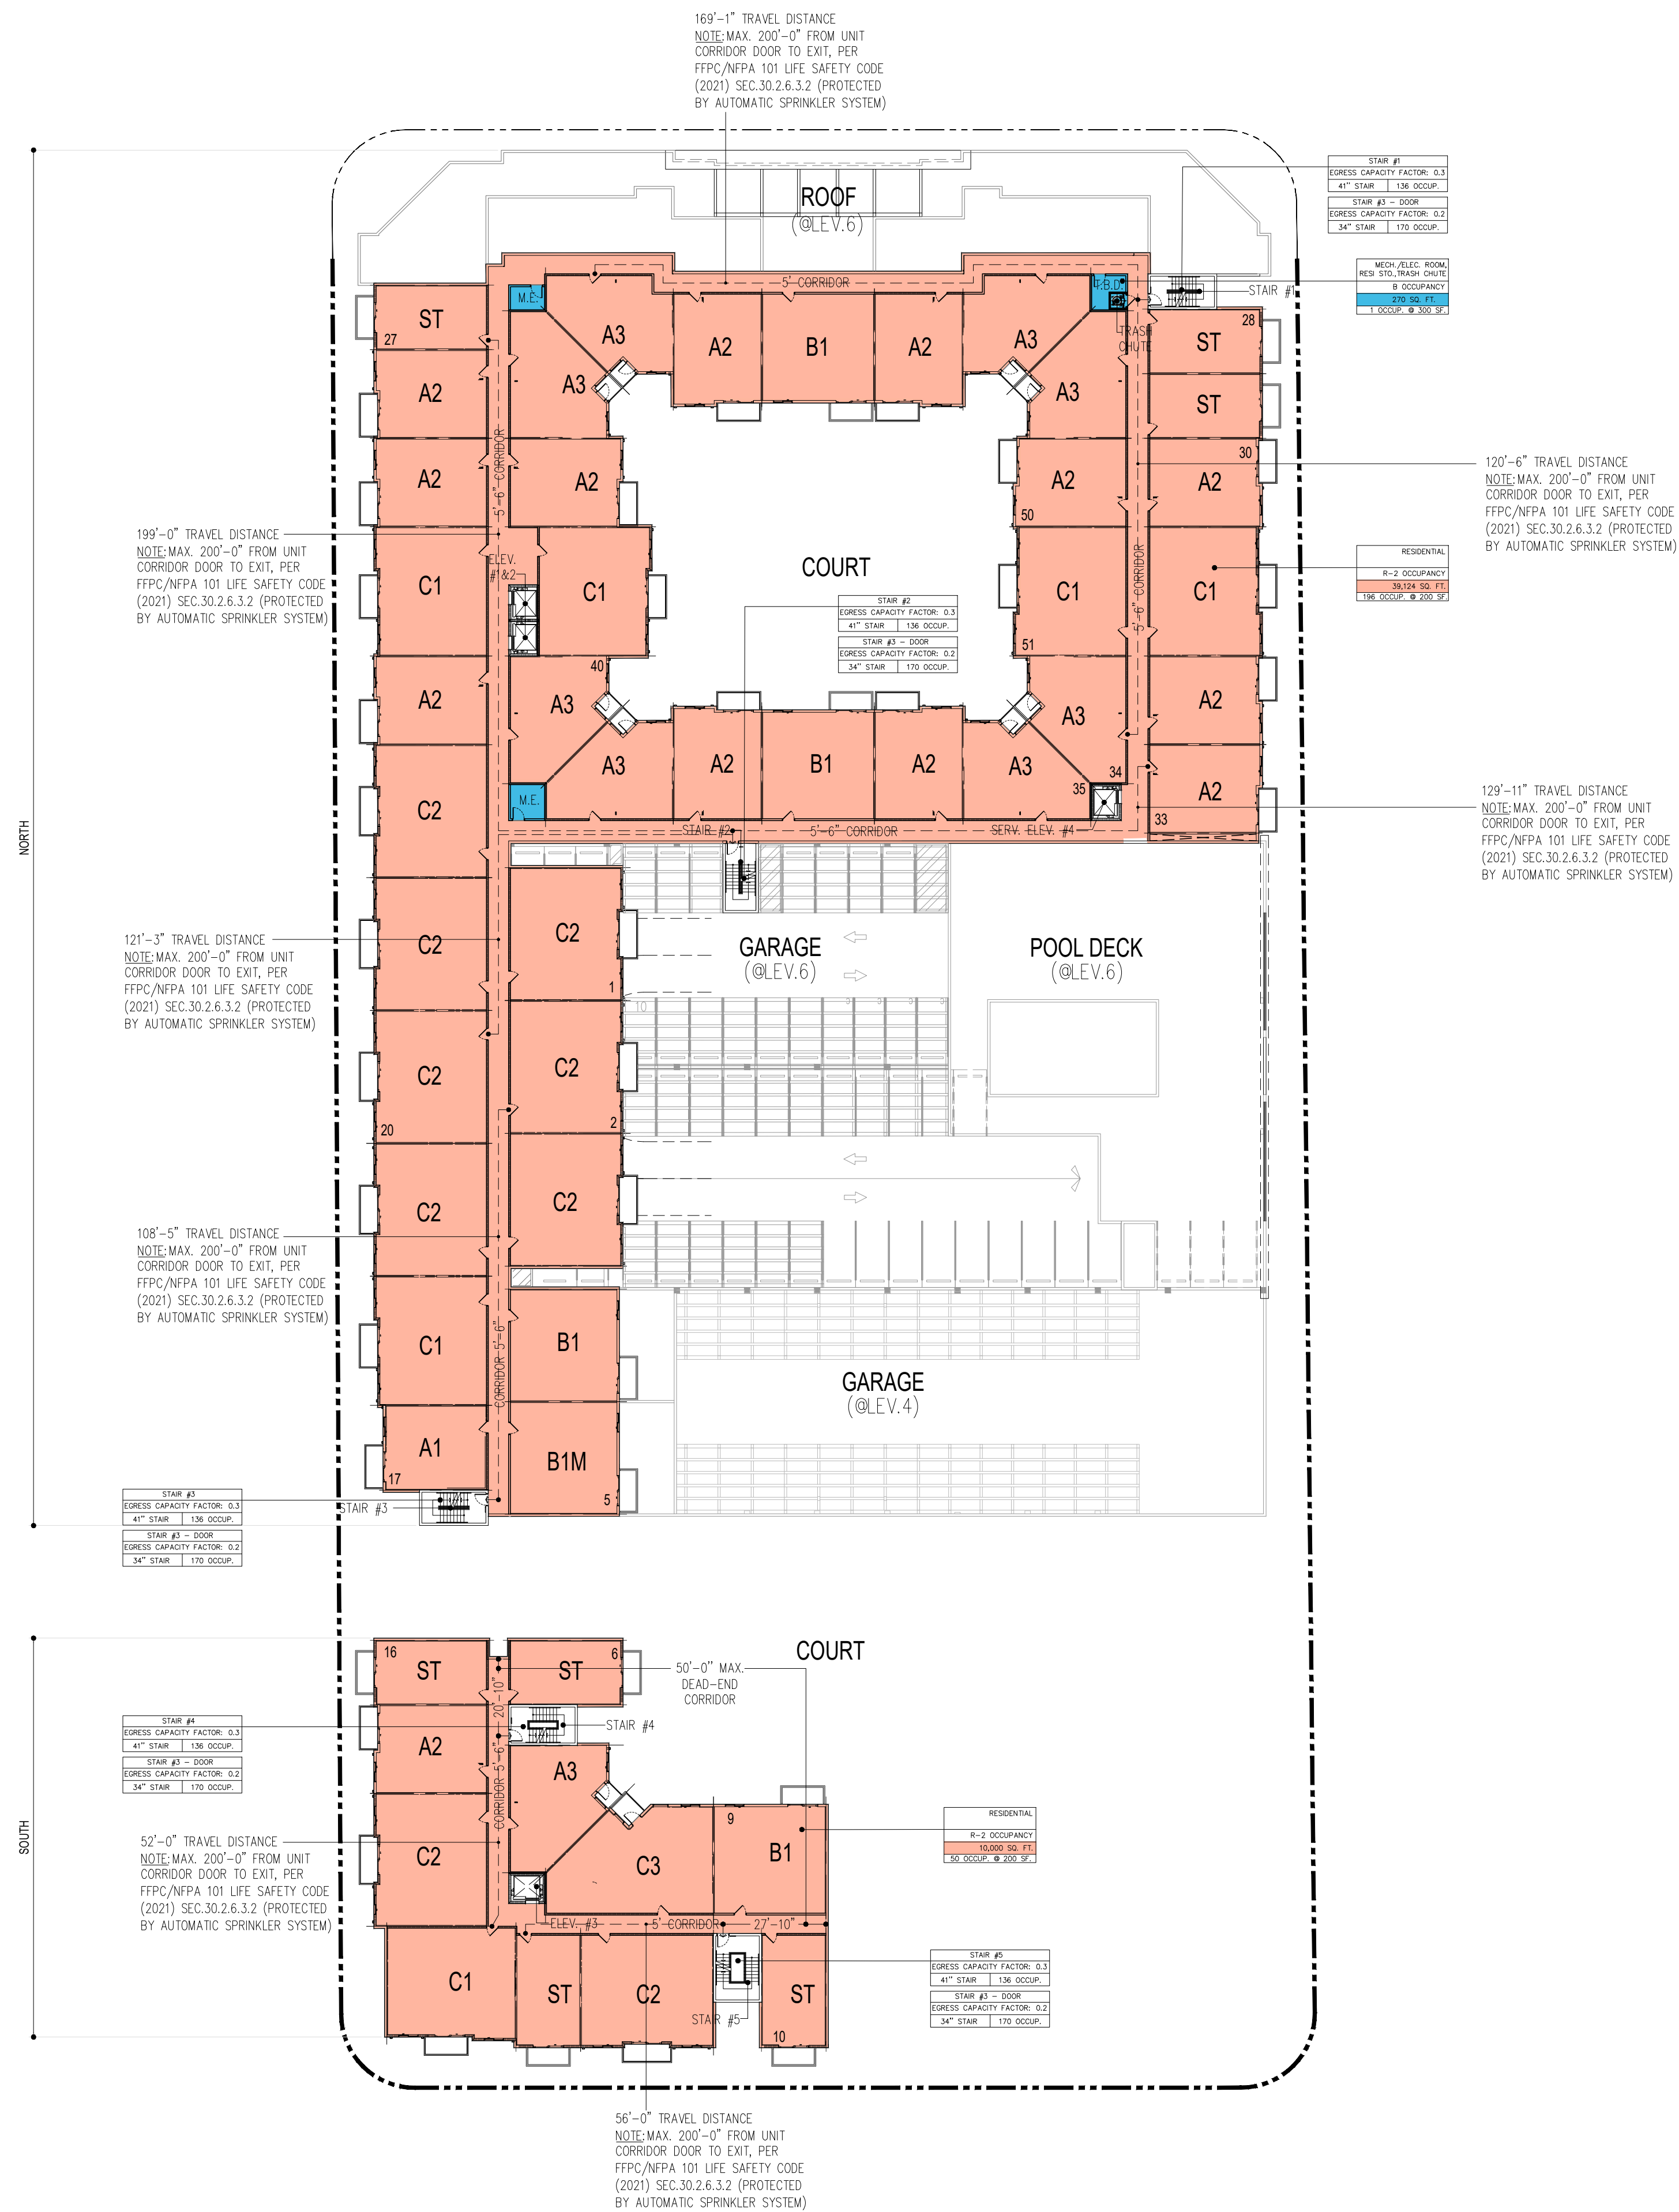 169'-1" TRAVEL DISTANCE
NOTE: MAX. 200'-0" FROM UNIT
CORRIDOR DOOR TO EXIT, PER
FFPC/NFPA 101 LIFE SAFETY CODE
(2021) SEC.30.2.6.3.2 (PROTECTED
BY AUTOMATIC SPRINKLER SYSTEM)
STAIR #1
EGRESS CAPACITY FACTOR: 0.3
41" STAIR 136 OCCUP.
STAIR #3 - DOOR
EGRESS CAPACITY FACTOR: 0.2
34" STAIR 170 OCCUP.
ROOF
(@LEV.6)
MECH./ELEC. ROOM,
RESI STO.,TRASH CHUTE
B OCCUPANCY
270 SQ. FT.
1 OCCUP. @ 300 SF.
5' CORRIDOR
M.E.
T.B.D.
STAIR #1
TRASH
CHUTE
ST
27
A3
A2
B1
A2
A3
28
ST
A2
A3
A3
ST
5'-6" CORRIDOR
A2
A2
A2
50
30
A2
120'-6" TRAVEL DISTANCE
NOTE: MAX. 200'-0" FROM UNIT
CORRIDOR DOOR TO EXIT, PER
FFPC/NFPA 101 LIFE SAFETY CODE
(2021) SEC.30.2.6.3.2 (PROTECTED
BY AUTOMATIC SPRINKLER SYSTEM)
199'-0" TRAVEL DISTANCE
NOTE: MAX. 200'-0" FROM UNIT
CORRIDOR DOOR TO EXIT, PER
FFPC/NFPA 101 LIFE SAFETY CODE
(2021) SEC.30.2.6.3.2 (PROTECTED
BY AUTOMATIC SPRINKLER SYSTEM)
ELEV.
#1&2
COURT
C1
C1
C1
51
5'-6" CORRIDOR
C1
RESIDENTIAL
R-2 OCCUPANCY
39,124 SQ. FT.
196 OCCUP. @ 200 SF.
STAIR #2
EGRESS CAPACITY FACTOR: 0.3
41" STAIR 136 OCCUP.
STAIR #3 - DOOR
EGRESS CAPACITY FACTOR: 0.2
34" STAIR 170 OCCUP.
40
A2
A3
A3
A2
A3
A2
B1
A2
A3
34
35
A2
33
C2
M.E.
STAIR #2
5'-6" CORRIDOR
SERV. ELEV. #4
129'-11" TRAVEL DISTANCE
NOTE: MAX. 200'-0" FROM UNIT
CORRIDOR DOOR TO EXIT, PER
FFPC/NFPA 101 LIFE SAFETY CODE
(2021) SEC.30.2.6.3.2 (PROTECTED
BY AUTOMATIC SPRINKLER SYSTEM)
NORTH
121'-3" TRAVEL DISTANCE
NOTE: MAX. 200'-0" FROM UNIT
CORRIDOR DOOR TO EXIT, PER
FFPC/NFPA 101 LIFE SAFETY CODE
(2021) SEC.30.2.6.3.2 (PROTECTED
BY AUTOMATIC SPRINKLER SYSTEM)
C2
C2
1
GARAGE
(@LEV.6)
POOL DECK
(@LEV.6)
10
C2
20
C2
2
C2
C2
108'-5" TRAVEL DISTANCE
NOTE: MAX. 200'-0" FROM UNIT
CORRIDOR DOOR TO EXIT, PER
FFPC/NFPA 101 LIFE SAFETY CODE
(2021) SEC.30.2.6.3.2 (PROTECTED
BY AUTOMATIC SPRINKLER SYSTEM)
C1
CORRIDOR 5'-6"
B1
GARAGE
(@LEV.4)
A1
17
B1M
5
STAIR #3
EGRESS CAPACITY FACTOR: 0.3
41" STAIR 136 OCCUP.
STAIR #3 - DOOR
EGRESS CAPACITY FACTOR: 0.2
34" STAIR 170 OCCUP.
STAIR #3
COURT
16
ST
ST
6
20'-10"
50'-0" MAX.
DEAD-END
CORRIDOR
STAIR #4
EGRESS CAPACITY FACTOR: 0.3
41" STAIR 136 OCCUP.
STAIR #3 - DOOR
EGRESS CAPACITY FACTOR: 0.2
34" STAIR 170 OCCUP.
STAIR #4
A2
A3
CORRIDOR 5'-6"
SOUTH
52'-0" TRAVEL DISTANCE
NOTE: MAX. 200'-0" FROM UNIT
CORRIDOR DOOR TO EXIT, PER
FFPC/NFPA 101 LIFE SAFETY CODE
(2021) SEC.30.2.6.3.2 (PROTECTED
BY AUTOMATIC SPRINKLER SYSTEM)
C2
C3
9
B1
RESIDENTIAL
R-2 OCCUPANCY
10,000 SQ. FT.
50 OCCUP. @ 200 SF.
ELEV. #3
5' CORRIDOR
27'-10"
C1
ST
C2
ST
10
STAIR #5
STAIR #5
EGRESS CAPACITY FACTOR: 0.3
41" STAIR 136 OCCUP.
STAIR #3 - DOOR
EGRESS CAPACITY FACTOR: 0.2
34" STAIR 170 OCCUP.
56'-0" TRAVEL DISTANCE
NOTE: MAX. 200'-0" FROM UNIT
CORRIDOR DOOR TO EXIT, PER
FFPC/NFPA 101 LIFE SAFETY CODE
(2021) SEC.30.2.6.3.2 (PROTECTED
BY AUTOMATIC SPRINKLER SYSTEM)